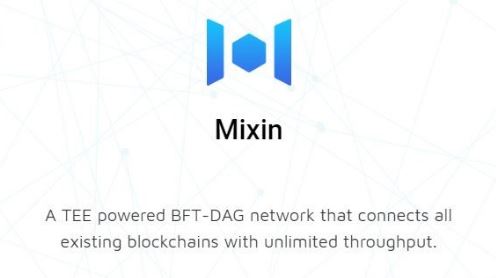 Mixin
A TEE powered BFT-DAG network that connects all
existing blockchains with unlimited throughput.